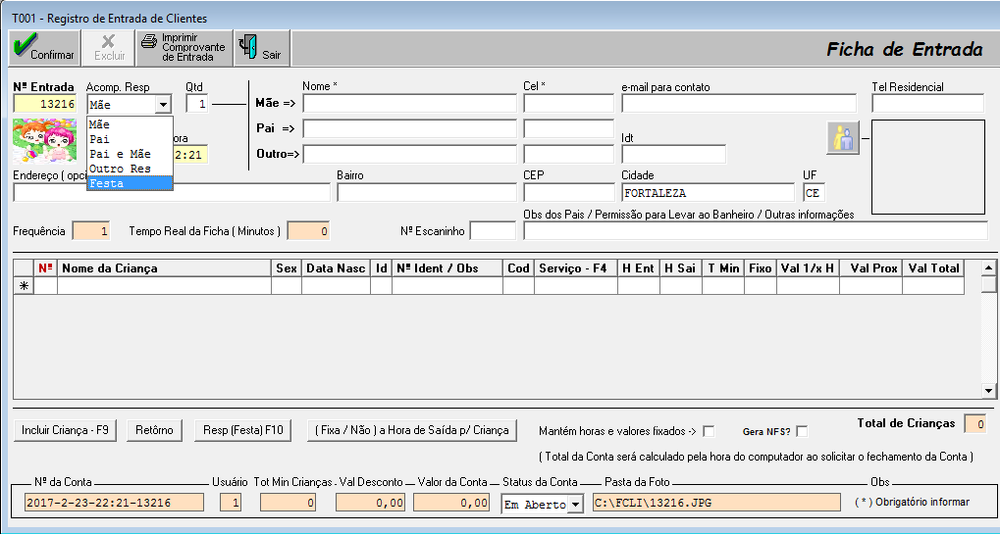 T001 - Registro de Entrada de Clientes
Confirmar
Excluir
Imprimir
Comprovante
de Entrada
Sair
Ficha de Entrada
Nº Entrada Acomp. Resp Qtd Nome * Cel * e-mail para contato Tel Residencial
13216 Mãe 1 Mãe =>
Mãe
Pai
Pai e Mãe
Outro Res
Festa
Pai =>
ora Outro=> Idt
2:21
Endereço ( opci Bairro CEP Cidade UF
FORTALEZA CE
Obs dos Pais / Permissão para Levar ao Banheiro / Outras informações
Frequência 1 Tempo Real da Ficha ( Minutos ) 0 Nº Escaninho
Nº Nome da Criança Sex Data Nasc Id Nº Ident / Obs Cod Serviço - F4 H Ent H Sai T Min Fixo Val 1/x H Val Prox Val Total
*
Incluir Criança - F9 Retôrno Resp (Festa) F10 ( Fixa / Não ) a Hora de Saída p/ Criança Mantém horas e valores fixados -> Gera NFS? Total de Crianças 0
( Total da Conta será calculado pela hora do computador ao solicitar o fechamento da Conta )
Nº da Conta Usuário Tot Min Crianças Val Desconto Valor da Conta Status da Conta Pasta da Foto Obs
2017-2-23-22:21-13216 1 0 0,00 0,00 Em Aberto C:\FCLI\13216.JPG ( * ) Obrigatório informar